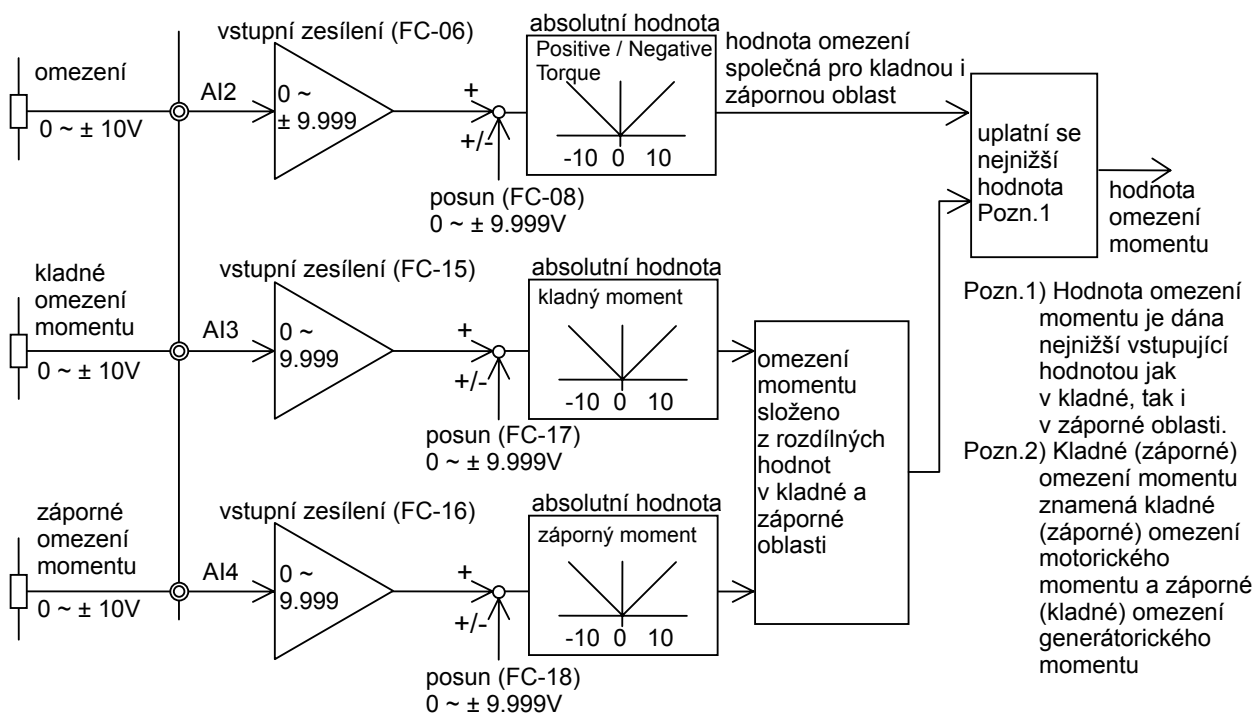 omezení
0 ~ ± 10V
AI2
vstupní zesílení (FC-06)
0 ~
± 9.999
+
+/-
posun (FC-08)
0 ~ ± 9.999V
absolutní hodnota
Positive / Negative
Torque
-10 0 10
hodnota omezení
společná pro kladnou i
zápornou oblast
uplatní se
nejnižší
hodnota
Pozn.1
hodnota
omezení
momentu
kladné
omezení
momentu
0 ~ ± 10V
AI3
vstupní zesílení (FC-15)
0 ~
9.999
+
+/-
posun (FC-17)
0 ~ ± 9.999V
absolutní hodnota
kladný moment
-10 0 10
omezení
momentu
složeno
z rozdílných
hodnot
v kladné a
záporné
oblasti
záporné
omezení
momentu
0 ~ ± 10V
AI4
vstupní zesílení (FC-16)
0 ~
9.999
+
+/-
posun (FC-18)
0 ~ ± 9.999V
absolutní hodnota
záporný moment
-10 0 10
Pozn.1) Hodnota omezení
momentu je dána
nejnižší vstupující
hodnotou jak
v kladné, tak i
v záporné oblasti.
Pozn.2) Kladné (záporné)
omezení momentu
znamená kladné
(záporné) omezení
motorického
momentu a záporné
(kladné) omezení
generátorického
momentu